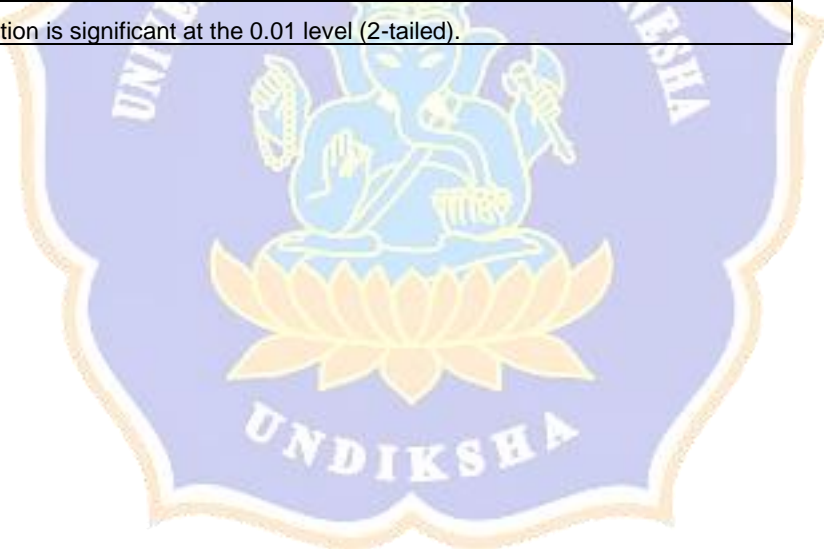 tion is significant at the 0.01 level (2-tailed).
UNDIKSHA